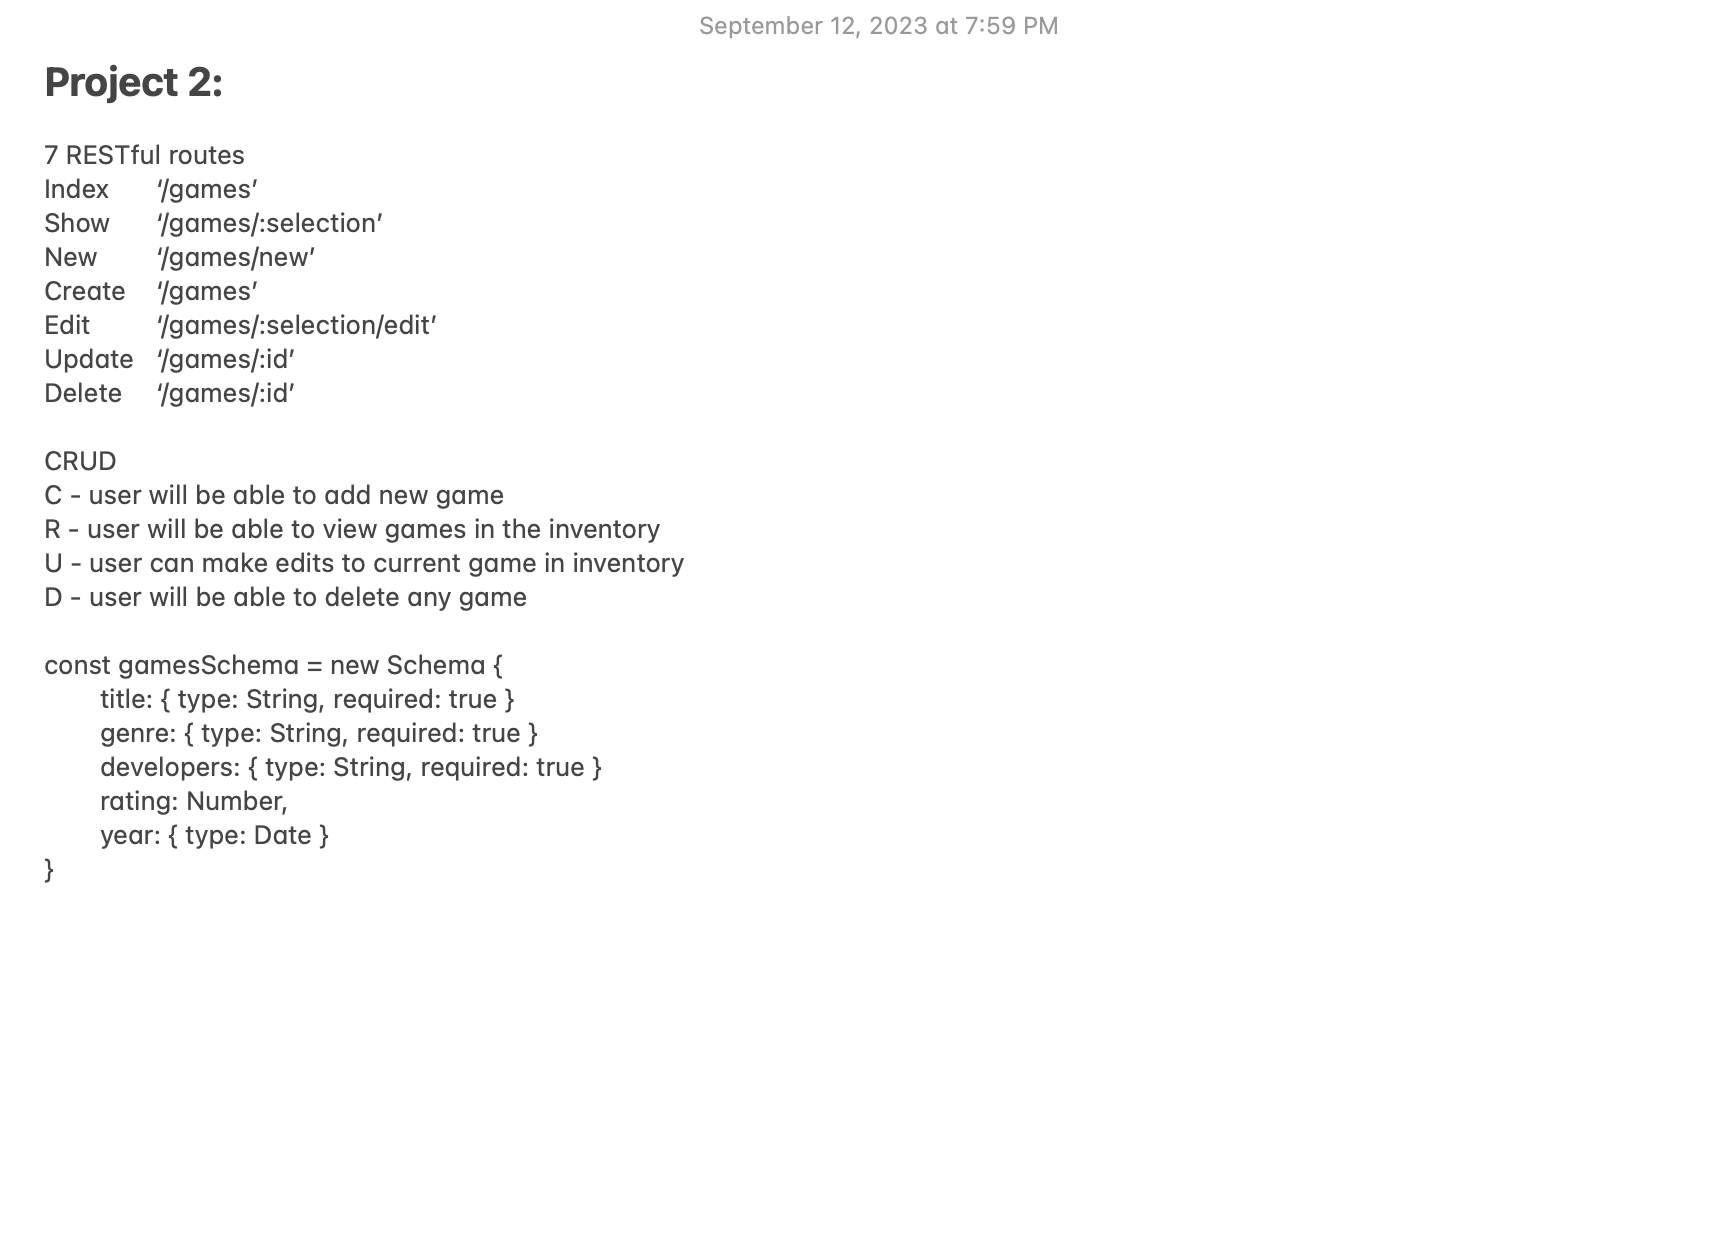 September 12, 2023 at 7:59 PM
Project 2:
7 RESTful routes
Index ‘/games’
Show ‘/games/:selection’
New ‘/games/new’
Create ‘/games’
Edit ‘/games/:selection/edit’
Update ‘/games/:id’
Delete ‘/games/:id’
CRUD
C - user will be able to add new game
R - user will be able to view games in the inventory
U - user can make edits to current game in inventory
D - user will be able to delete any game
const gamesSchema = new Schema {
title: { type: String, required: true }
genre: { type: String, required: true }
developers: { type: String, required: true }
rating: Number,
year: { type: Date }
}